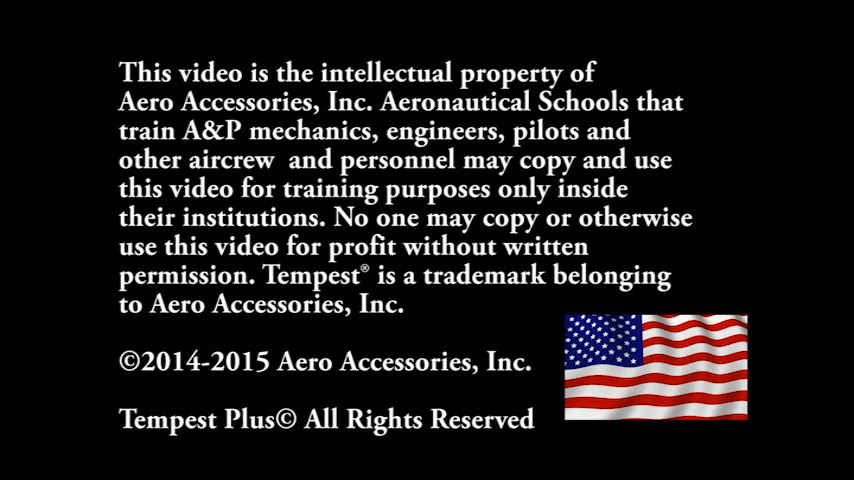 This video is the intellectual property of
Aero Accessories, Inc. Aeronautical Schools that
train A&P mechanics, engineers, pilots and
other aircrew and personnel may copy and use
this video for training purposes only inside
their institutions. No one may copy or otherwise
use this video for profit without written
permission. Tempest® is a trademark belonging
to Aero Accessories, Inc.
©2014-2015 Aero Accessories, Inc.
Tempest Plus© All Rights Reserved